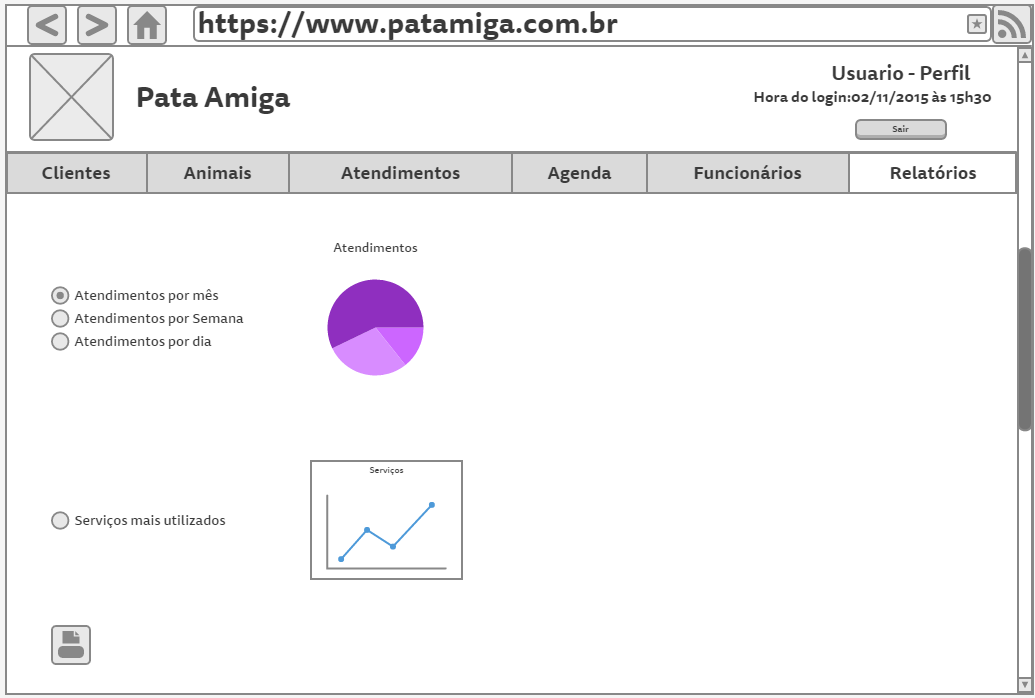 https://www.patamiga.com.br
Pata Amiga
Usuario - Perfil
Hora do login:02/11/2015 às 15h30
Sair
Clientes Animais Atendimentos Agenda Funcionários Relatórios
Atendimentos
Atendimentos por mês
Atendimentos por Semana
Atendimentos por dia
Serviços
Serviços mais utilizados